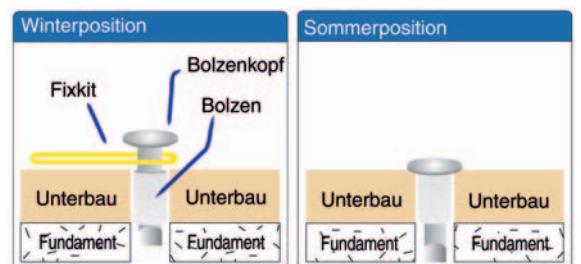 Winterposition
Sommerposition
Bolzenkopf
Fixkit
Bolzen
Unterbau
Unterbau
Unterbau
Unterbau
Fundament
Fundament
Fundament
Fundament